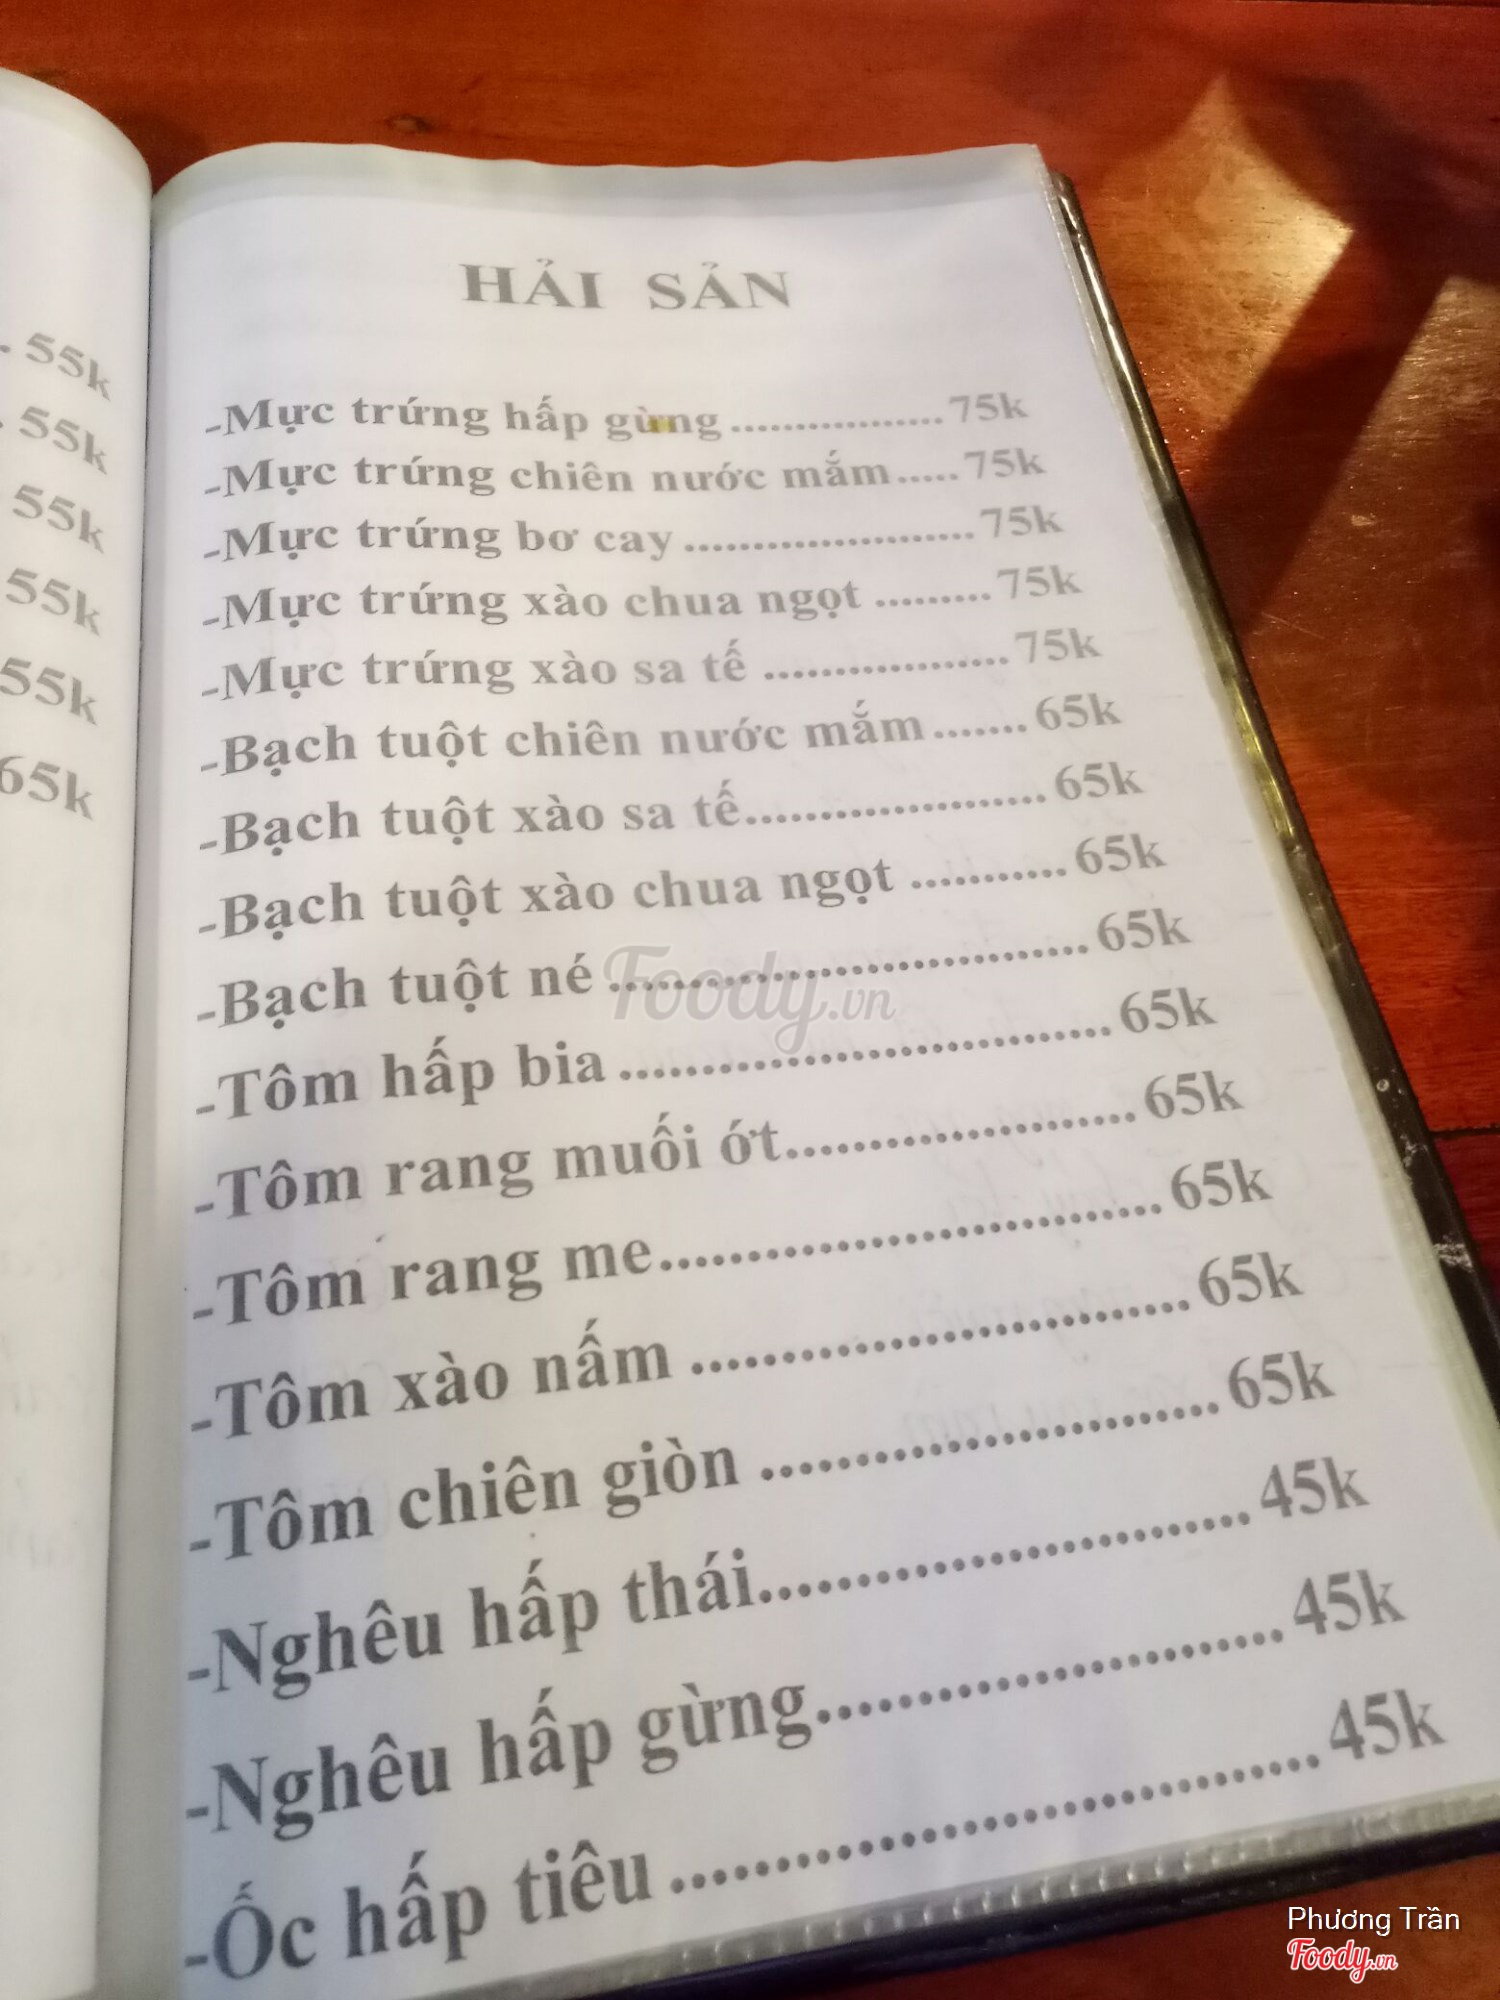 . 55k
. 55k
55k
55k
55k
65k
HẢI SẢN
-Mực trứng hấp gừng.................75k
-Mực trứng chiên nước mắm.....75k
-Mực trứng bơ cay......................75k
-Mực trứng xào chua ngọt.........75k
-Mực trứng xào sa tế...................75k
-Bạch tuột chiên nước mắm.......65k
-Bạch tuột xào sa tế......................65k
-Bạch tuột xào chua ngọt...........65k
-Bạch tuột né................................65k
-Tôm hấp bia................................65k
-Tôm rang muối ớt.......................65k
-Tôm rang me...............................65k
-Tôm xào nấm..............................65k
-Tôm chiên giòn...........................65k
-Nghêu hấp thái...........................45k
-Nghêu hấp gừng.........................45k
-Ốc hấp tiêu.................................45k
Foody.vn
Phương Trần
Foody.vn